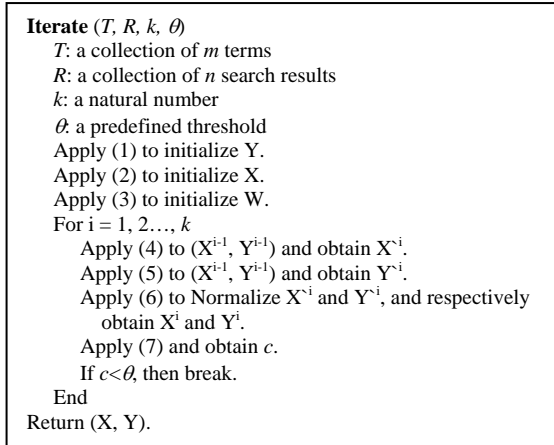 Iterate (T, R, k, θ)
T: a collection of m terms
R: a collection of n search results
k: a natural number
θ: a predefined threshold
Apply (1) to initialize Y.
Apply (2) to initialize X.
Apply (3) to initialize W.
For i = 1, 2…, k
Apply (4) to (X^{i-1}, Y^{i-1}) and obtain X`^{i}.
Apply (5) to (X^{i-1}, Y^{i-1}) and obtain Y`^{i}.
Apply (6) to Normalize X`^{i} and Y`^{i}, and respectively
obtain X^{i} and Y^{i}.
Apply (7) and obtain c.
If c<θ, then break.
End
Return (X, Y).